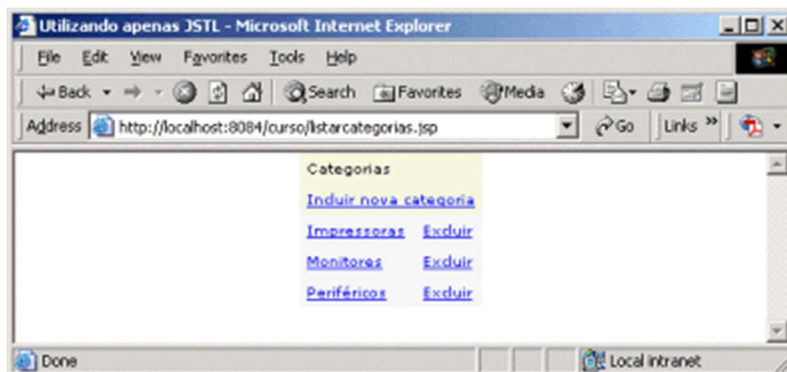 Utilizando apenas JSTL - Microsoft Internet Explorer
File Edit View Favorites Tools Help
Back Search Favorites Media
Address http://localhost:8084/curso/listarcategorias.jsp Go Links »
Categorias
Incluir nova categoria
Impressoras Excluir
Monitores Excluir
Periféricos Excluir
Done Local intranet